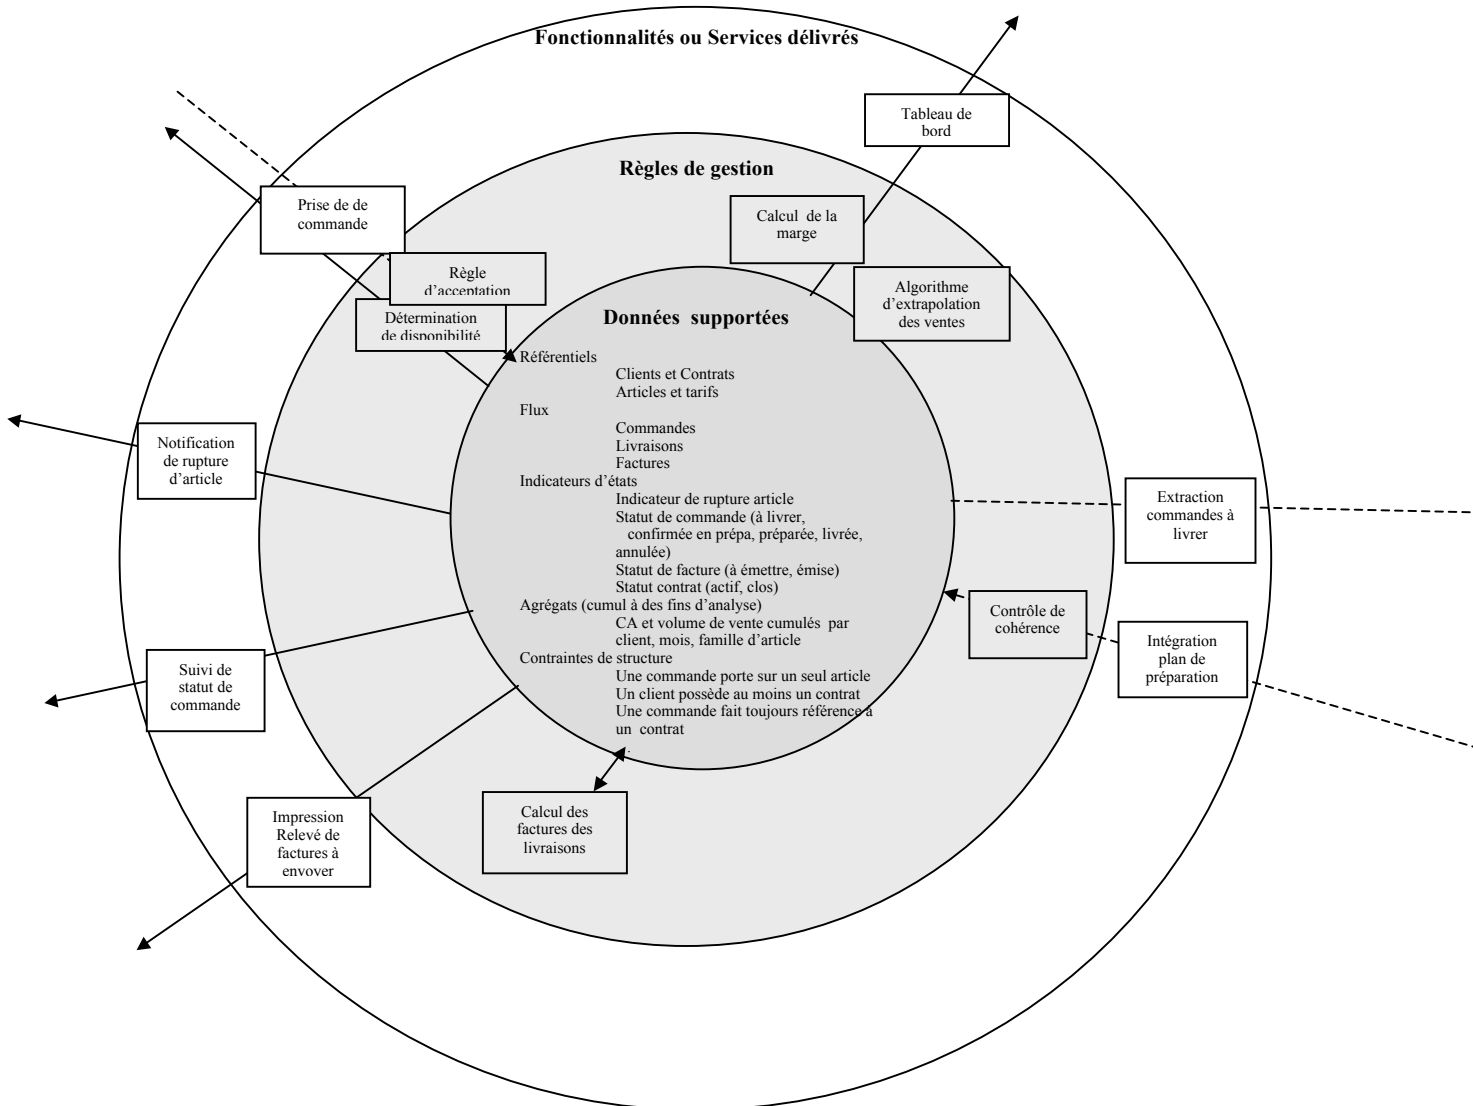 Fonctionnalités ou Services délivrés
Tableau de
bord
Règles de gestion
Prise de de
commande
Calcul de la
marge
Règle
d’acceptation
Algorithme
d’extrapolation
des ventes
Détermination
de disponibilité
Données supportées
Référentiels
Clients et Contrats
Articles et tarifs
Flux
Commandes
Livraisons
Factures
Indicateurs d’états
Indicateur de rupture article
Statut de commande (à livrer,
confirmée en prépa, préparée, livrée,
annulée)
Statut de facture (à émettre, émise)
Statut contrat (actif, clos)
Agrégats (cumul à des fins d’analyse)
CA et volume de vente cumulés par
client, mois, famille d’article
Contraintes de structure
Une commande porte sur un seul article
Un client possède au moins un contrat
Une commande fait toujours référence à
un contrat
Notification
de rupture
d’article
Extraction
commandes à
livrer
Contrôle de
cohérence
Intégration
plan de
préparation
Suivi de
statut de
commande
Impression
Relevé de
factures à
envoyer
Calcul des
factures des
livraisons